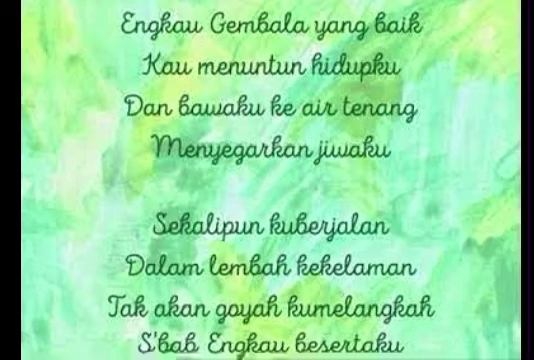 Engkau Gembala yang baik
Kau menuntun hidupku
Dan bawaku ke air tenang
Menyegarkan jiwaku
Sekalipun kuberjalan
Dalam lembah kekelaman
Tak akan goyah kumelangkah
S'bab Engkau besertaku